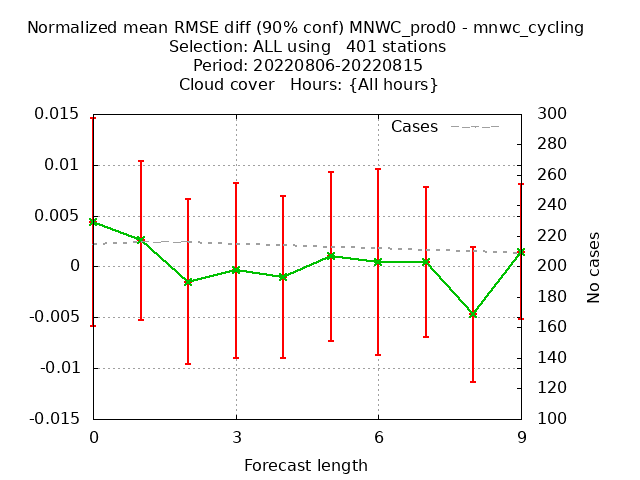 Normalized mean RMSE diff (90% conf) MNWC_prod0 - mnwc_cycling
Selection: ALL using   401 stations
Period: 20220806-20220815
Cloud cover   Hours: {All hours}
0.015
0.01
0.005
0
-0.005
-0.01
-0.015
Cases
300
280
260
240
220
200
180
160
140
120
100
No cases
0 3 6 9
Forecast length